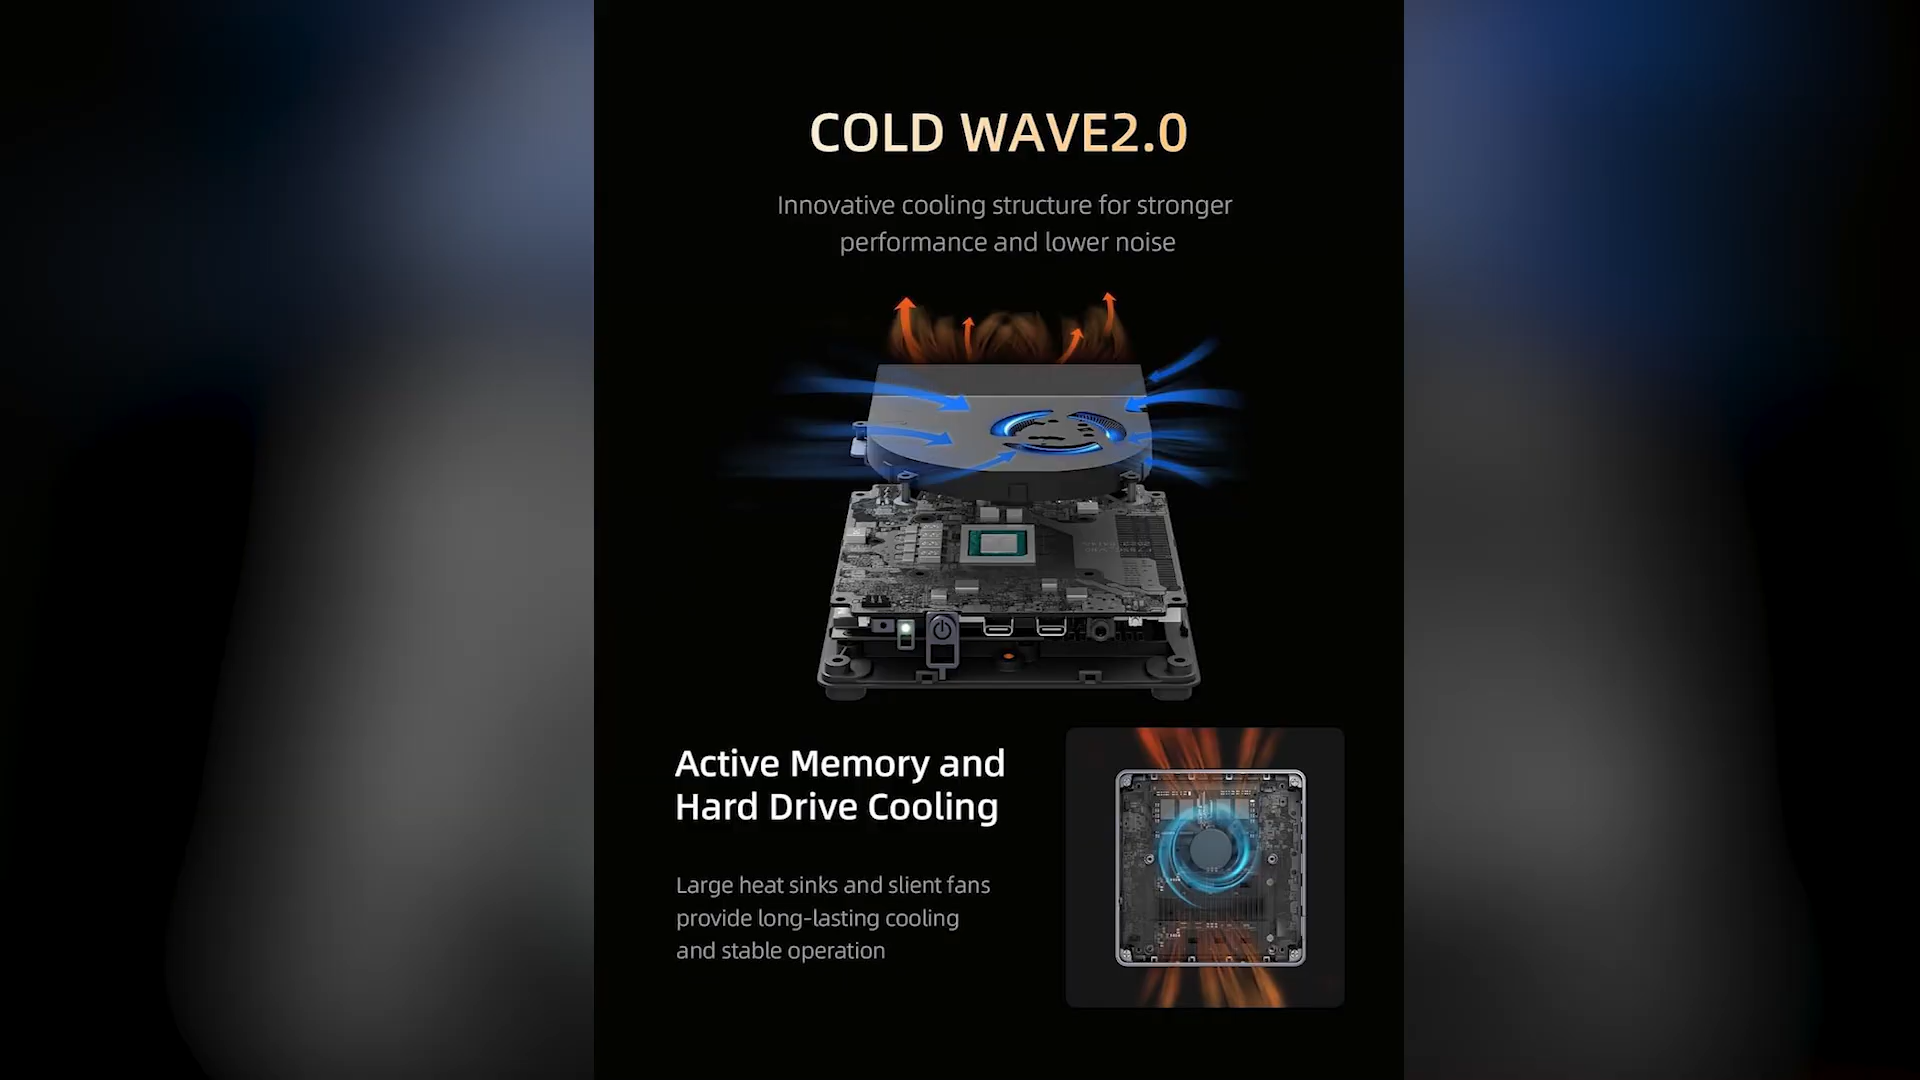 COLD WAVE2.0
Innovative cooling structure for stronger
performance and lower noise
Active Memory and
Hard Drive Cooling
Large heat sinks and slient fans
provide long-lasting cooling
and stable operation